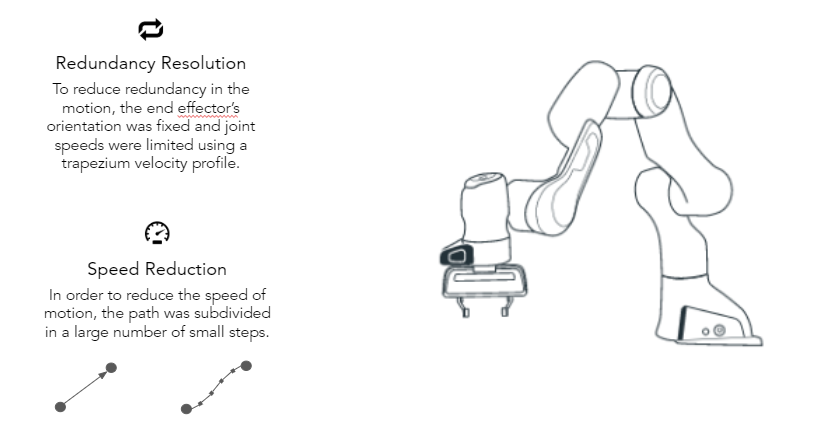 Redundancy Resolution
To reduce redundancy in the
motion, the end effector's
orientation was fixed and joint
speeds were limited using a
trapezium velocity profile.
Speed Reduction
In order to reduce the speed of
motion, the path was subdivided
in a large number of small steps.